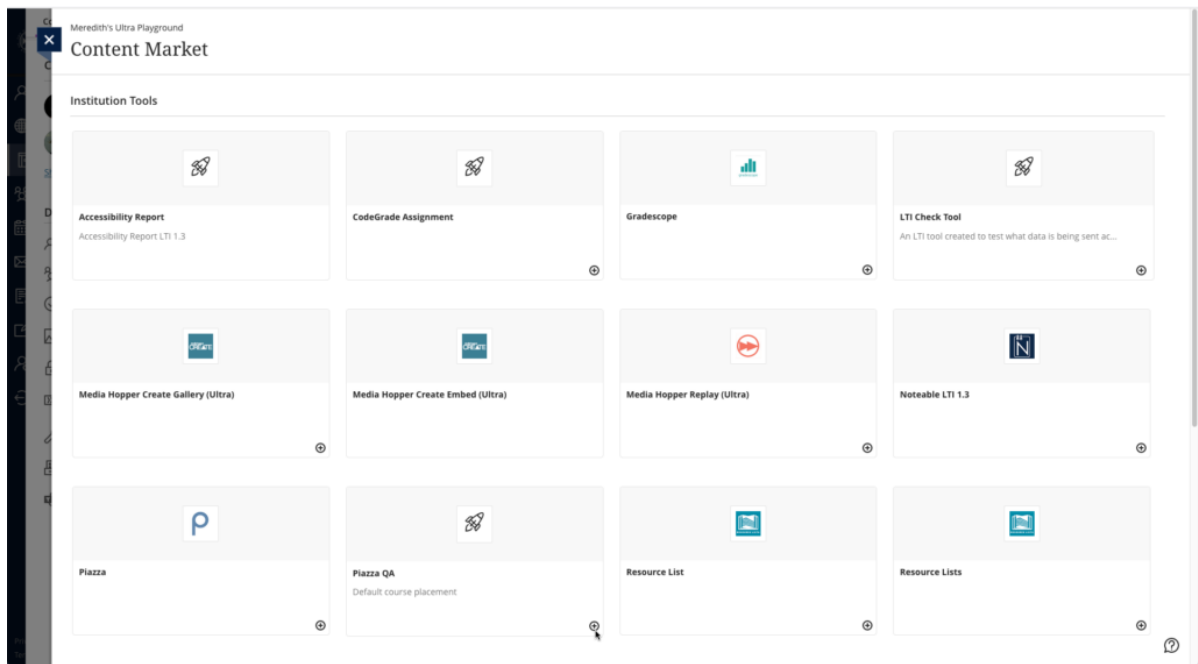 Meredith's Ultra Playground
Content Market
Institution Tools
Accessibility Report
Accessibility Report LTI 1.3
CodeGrade Assignment
gradescope
Gradescope
LTI Check Tool
An LTI tool created to test what data is being sent ac...
CREATE
Media Hopper Create Gallery (Ultra)
CREATE
Media Hopper Create Embed (Ultra)
Media Hopper Replay (Ultra)
N
Noteable LTI 1.3
p
Piazza
Piazza QA
Default course placement
Resource List
Resource Lists